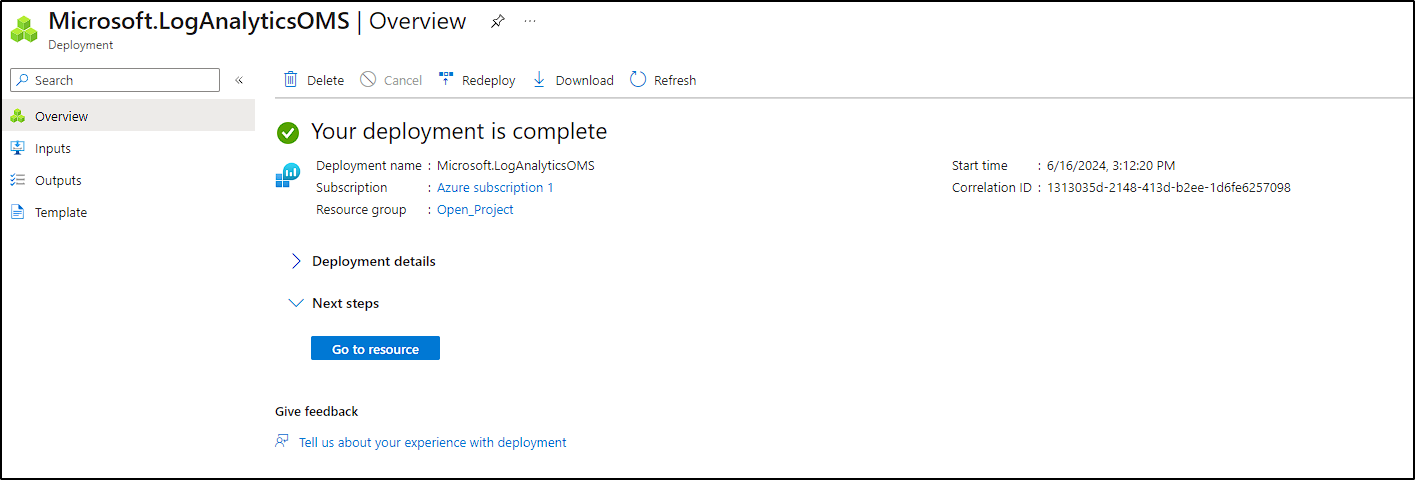 Microsoft.LogAnalyticsOMS | Overview
Deployment
Search
Overview
Inputs
Outputs
Template
Delete Cancel Redeploy Download Refresh
Your deployment is complete
Deployment name : Microsoft.LogAnalyticsOMS
Subscription : Azure subscription 1
Resource group : Open_Project
Start time : 6/16/2024, 3:12:20 PM
Correlation ID : 1313035d-2148-413d-b2ee-1d6fe6257098
Deployment details
Next steps
Go to resource
Give feedback
Tell us about your experience with deployment